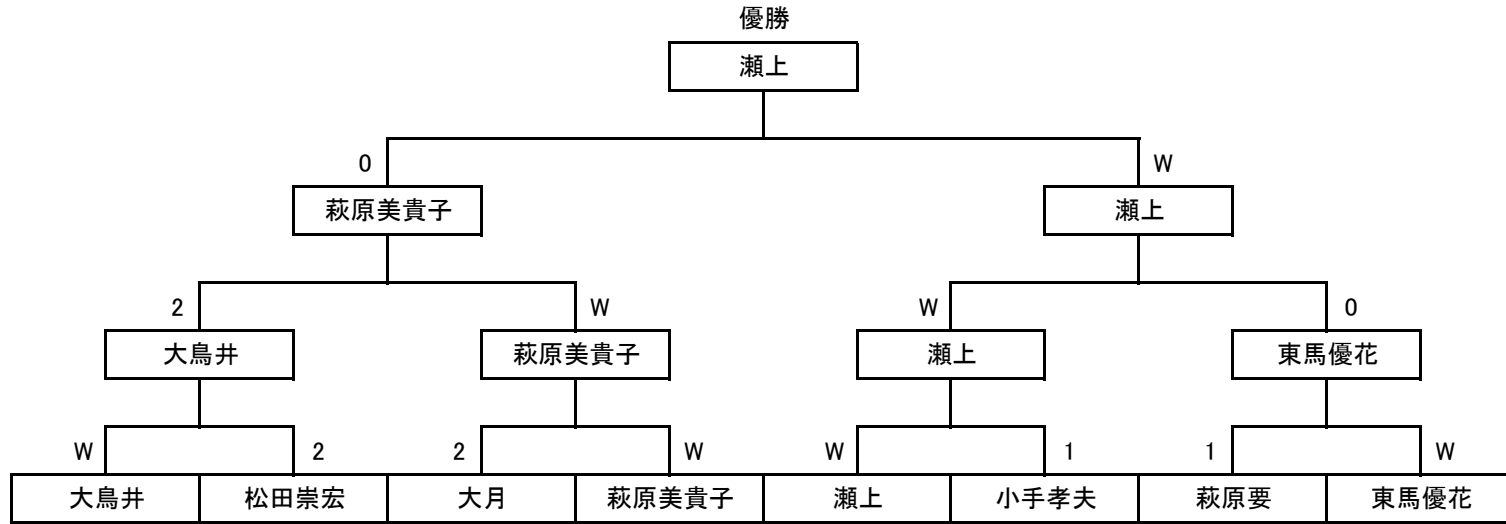 優勝
瀬上
0 W
萩原美貴子 瀬上
2 W W 0
大鳥井 萩原美貴子 瀬上 東馬優花
W 2 2 W W 1 1 W
大鳥井 松田崇宏 大月 萩原美貴子 瀬上 小手孝夫 萩原要 東馬優花